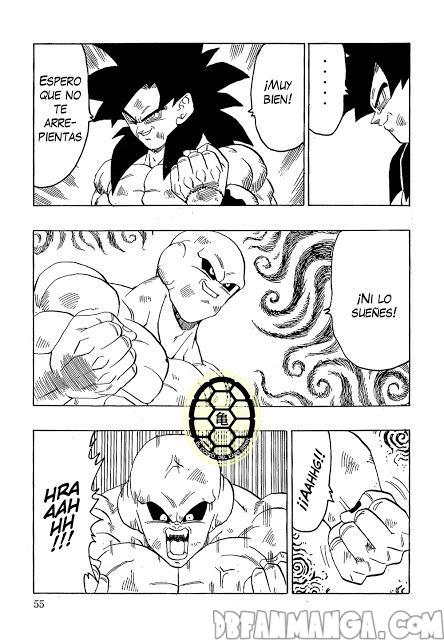 . . . .
¡MUY
BIEN!
ESPERO
QUE NO
TE
ARRE-
PIENTAS
¡NI LO
SUEÑES!
¡¡AAHHG!!
HRA
AAH
HH
!!!
亀
55
DBFANMANGA.COM